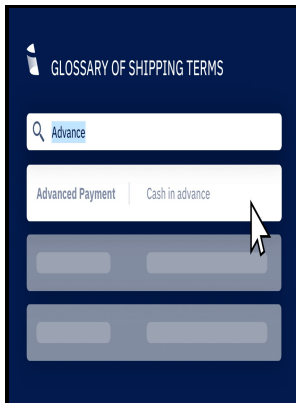 GLOSSARY OF SHIPPING TERMS
Advance
Advanced Payment Cash in advance